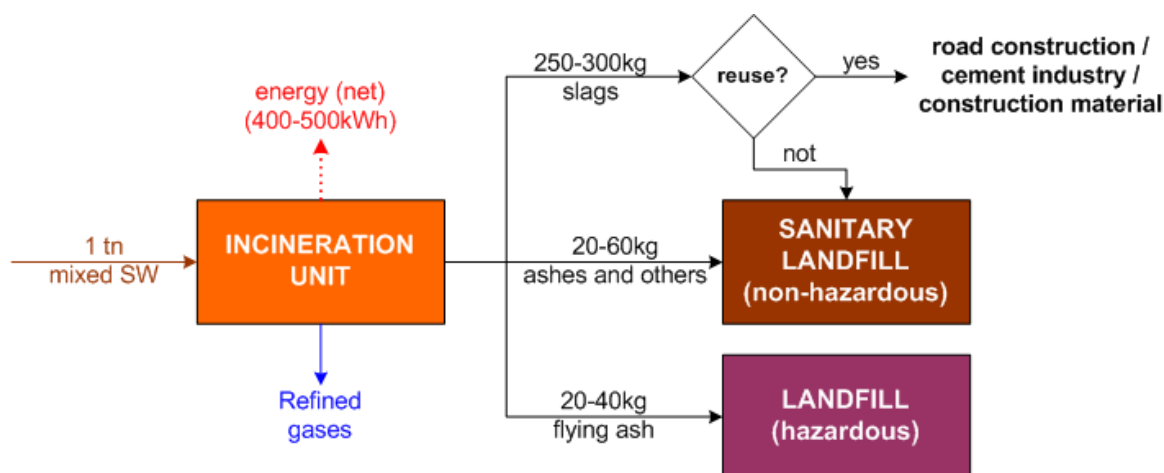 energy (net)
(400-500kWh)
1 tn
mixed SW
INCINERATION
UNIT
Refined
gases
250-300kg
slags
reuse?
yes
road construction /
cement industry /
construction material
not
20-60kg
ashes and others
SANITARY
LANDFILL
(non-hazardous)
20-40kg
flying ash
LANDFILL
(hazardous)